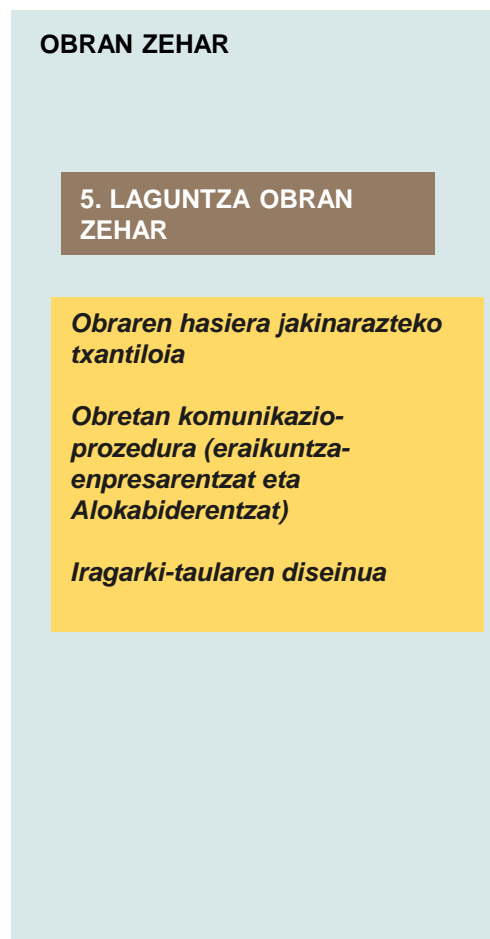 OBRAN ZEHAR
5. LAGUNTZA OBRAN
ZEHAR
Obraren hasiera jakinarazteko
txantiloia
Obretan komunikazio-
prozedura (eraikuntza-
enpresarentzat eta
Alokabiderentzat)
Iragarki-taularen diseinua